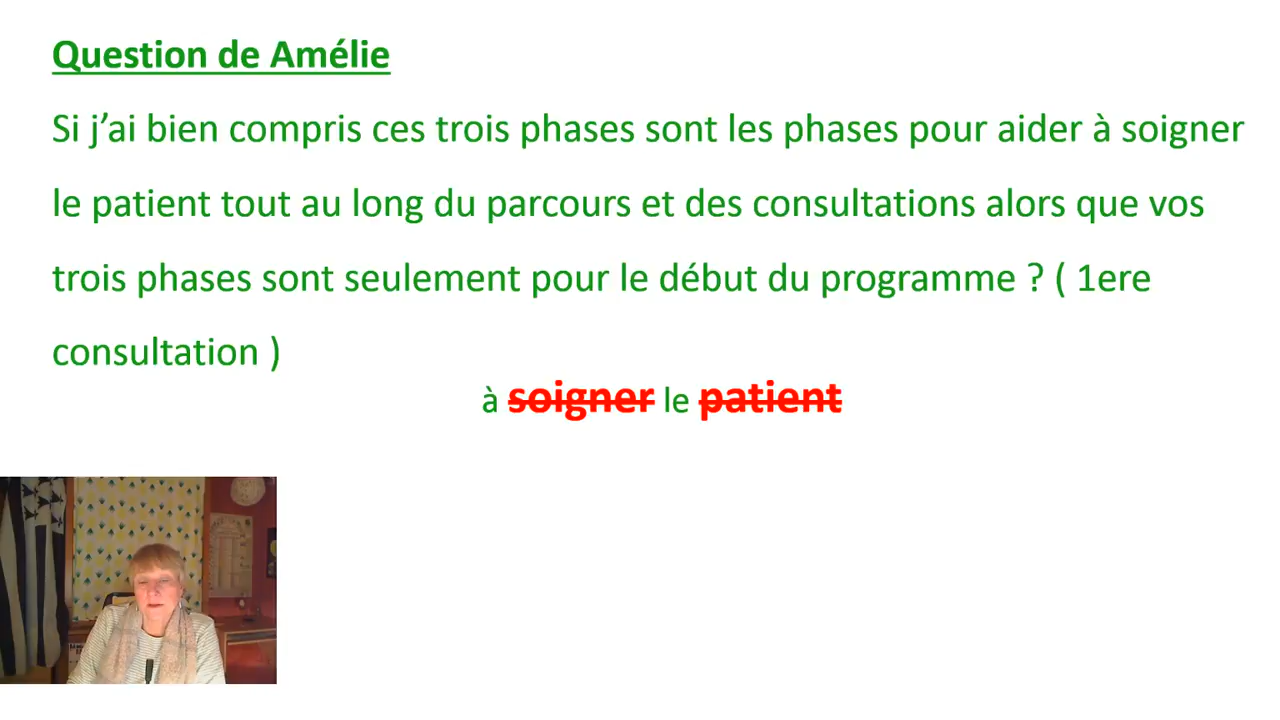 Question de Amélie
Si j’ai bien compris ces trois phases sont les phases pour aider à soigner
le patient tout au long du parcours et des consultations alors que vos
trois phases sont seulement pour le début du programme ? ( 1ere
consultation )
à soigner le patient